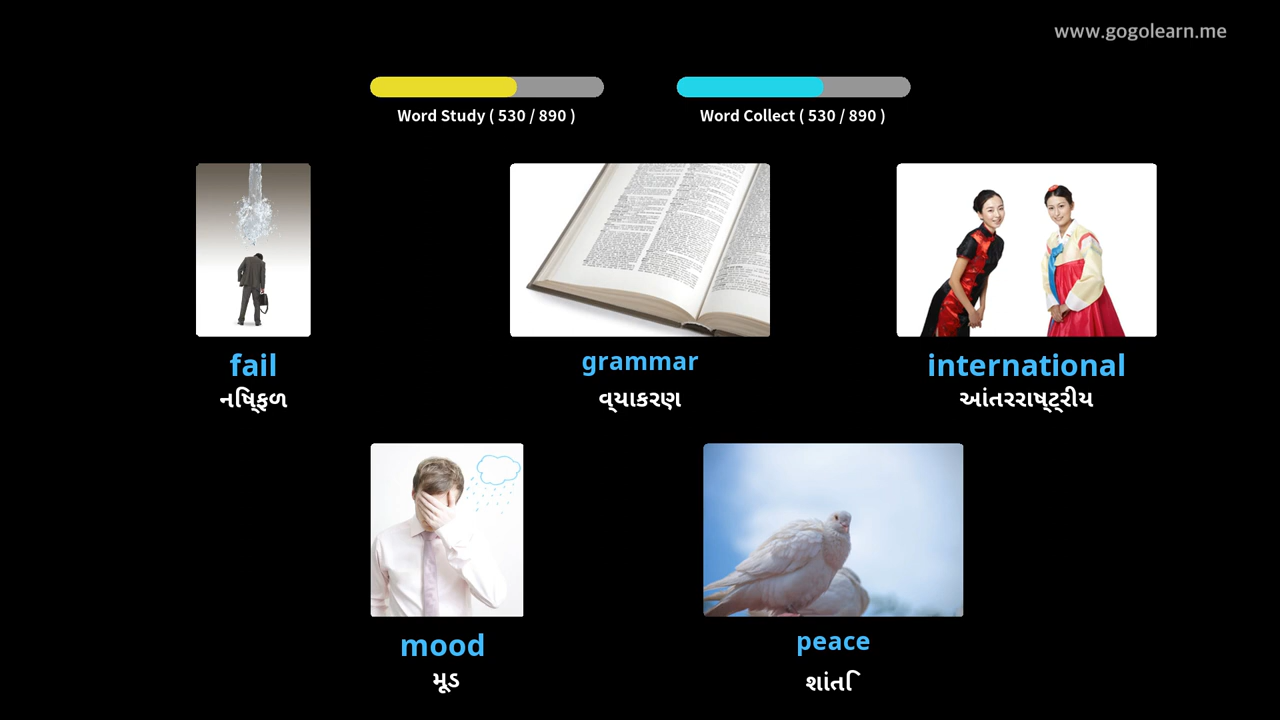 www.gogolearn.me
Word Study ( 530 / 890 )
Word Collect ( 530 / 890 )
fail
નિષ્ફળ
grammar
વ્યાકરણ
international
આંતરરાષ્ટ્રીય
mood
મૂડ
peace
શાંતિ